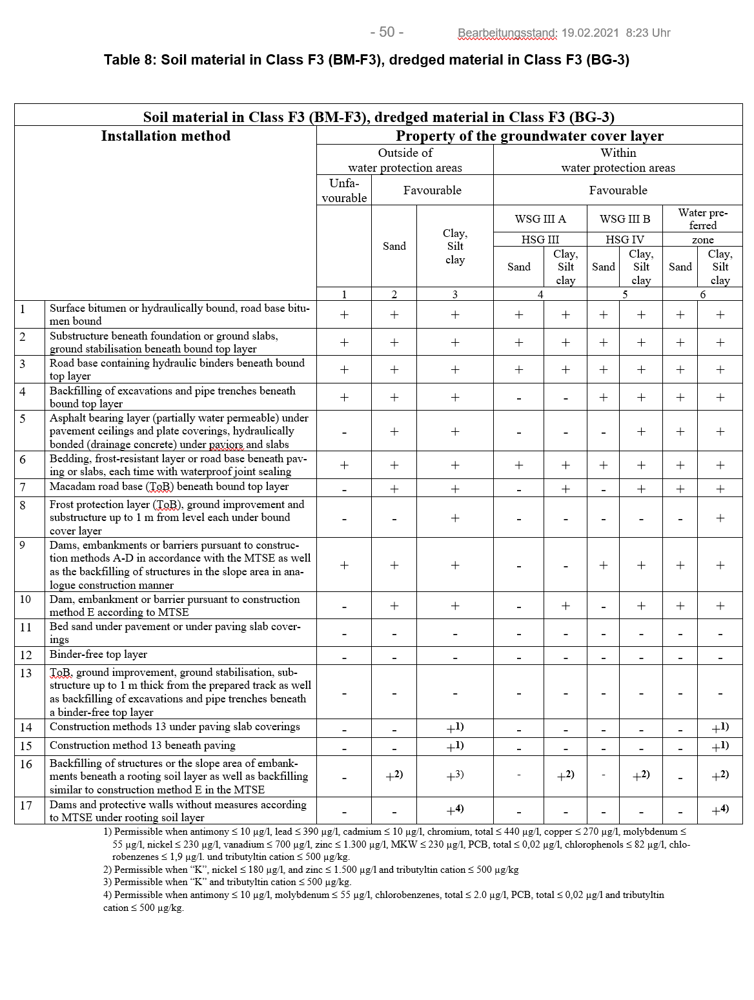 - 50 -
Bearbeitungsstand: 19.02.2021 8:23 Uhr
Table 8: Soil material in Class F3 (BM-F3), dredged material in Class F3 (BG-3)
Soil material in Class F3 (BM-F3), dredged material in Class F3 (BG-3)
Installation method
Property of the groundwater cover layer
Outside of
water protection areas
Within
water protection areas
Unfa-
vourable
Favourable
Favourable
Sand
Clay,
Silt
clay
WSG III A
WSG III B
Water pre-
ferred
HSG III
HSG IV
zone
Sand
Clay,
Silt
clay
Sand
Clay,
Silt
clay
Sand
Clay,
Silt
clay
1 2 3 4 5 6
1 Surface bitumen or hydraulically bound, road base bitu-
men bound
+ + + + + + + + +
2 Substructure beneath foundation or ground slabs,
ground stabilisation beneath bound top layer
+ + + + + + + + +
3 Road base containing hydraulic binders beneath bound
top layer
+ + + + + + + + +
4 Backfilling of excavations and pipe trenches beneath
bound top layer
+ + + - - + + + +
5 Asphalt bearing layer (partially water permeable) under
pavement ceilings and plate coverings, hydraulically
bonded (drainage concrete) under paviors and slabs
- + + - - - + + +
6 Bedding, frost-resistant layer or road base beneath pav-
ing or slabs, each time with waterproof joint sealing
+ + + + + + + + +
7 Macadam road base (ToB) beneath bound top layer
- + + - + - + + +
8 Frost protection layer (ToB), ground improvement and
substructure up to 1 m from level each under bound
cover layer
- - + - - - - - +
9 Dams, embankments or barriers pursuant to construc-
tion methods A-D in accordance with the MTSE as well
as the backfilling of structures in the slope area in ana-
logue construction manner
+ + + - - + + + +
10 Dam, embankment or barrier pursuant to construction
method E according to MTSE
- + + - + - + + +
11 Bed sand under pavement or under paving slab cover-
ings
- - - - - - - - -
12 Binder-free top layer
- - - - - - - - -
13 ToB, ground improvement, ground stabilisation, sub-
structure up to 1 m thick from the prepared track as well
as backfilling of excavations and pipe trenches beneath
a binder-free top layer
- - - - - - - - -
14 Construction methods 13 under paving slab coverings
- - +1) - - - - - +1)
15 Construction method 13 beneath paving
- - +1) - - - - - +1)
16 Backfilling of structures or the slope area of embank-
ments beneath a rooting soil layer as well as backfilling
similar to construction method E in the MTSE
- +2) +3) - +2) - +2) - +2)
17 Dams and protective walls without measures according
to MTSE under rooting soil layer
- - +4) - - - - - +4)
1) Permissible when antimony ≤ 10 µg/l, lead ≤ 390 µg/l, cadmium ≤ 10 µg/l, chromium, total ≤ 440 µg/l, copper ≤ 270 µg/l, molybdenum ≤
55 µg/l, nickel ≤ 230 µg/l, vanadium ≤ 700 µg/l, zinc ≤ 1.300 µg/l, MKW ≤ 230 µg/l, PCB, total ≤ 0,02 µg/l, chlorophenols ≤ 82 µg/l, chlo-
robenzenes ≤ 1,9 µg/l. und tributyltin cation ≤ 500 µg/kg.
2) Permissible when “K”, nickel ≤ 180 µg/l, and zinc ≤ 1.500 µg/l and tributyltin cation ≤ 500 µg/kg
3) Permissible when “K” and tributyltin cation ≤ 500 µg/kg.
4) Permissible when antimony ≤ 10 µg/l, molybdenum ≤ 55 µg/l, chlorobenzenes, total ≤ 2.0 µg/l, PCB, total ≤ 0,02 µg/l and tributyltin
cation ≤ 500 µg/kg.